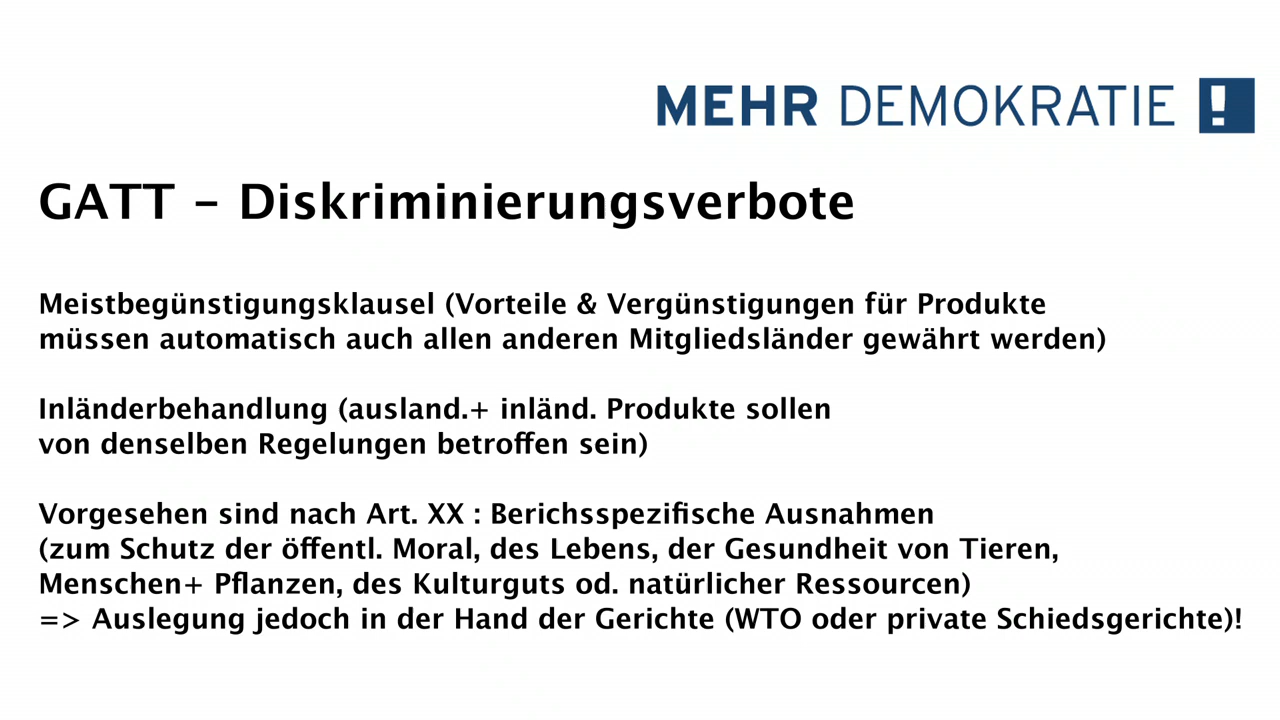 MEHR DEMOKRATIE !
GATT – Diskriminierungsverbote
Meistbegünstigungsklausel (Vorteile & Vergünstigungen für Produkte
müssen automatisch auch allen anderen Mitgliedsländer gewährt werden)
Inländerbehandlung (ausland.+ inländ. Produkte sollen
von denselben Regelungen betroffen sein)
Vorgesehen sind nach Art. XX : Berichsspezifische Ausnahmen
(zum Schutz der öffentl. Moral, des Lebens, der Gesundheit von Tieren,
Menschen+ Pflanzen, des Kulturguts od. natürlicher Ressourcen)
=> Auslegung jedoch in der Hand der Gerichte (WTO oder private Schiedsgerichte)!